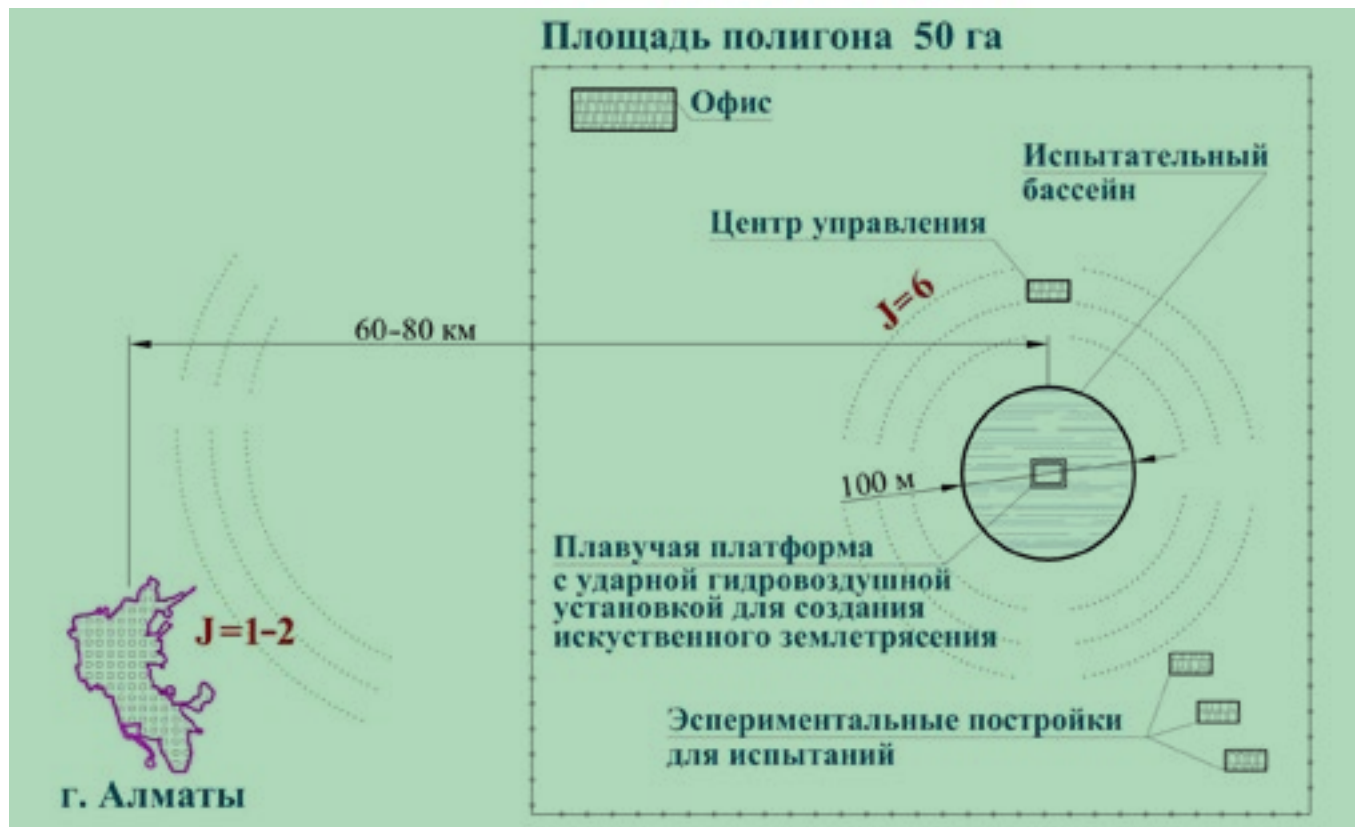 Площадь полигона 50 га
Офис
Испытательный
бассейн
Центр управления
J=6
60-80 км
100 м
Плавучая платформа
с ударной гидровоздушной
установкой для создания
искуственного землетрясения
J=1-2
Эспериментальные постройки
для испытаний
г. Алматы